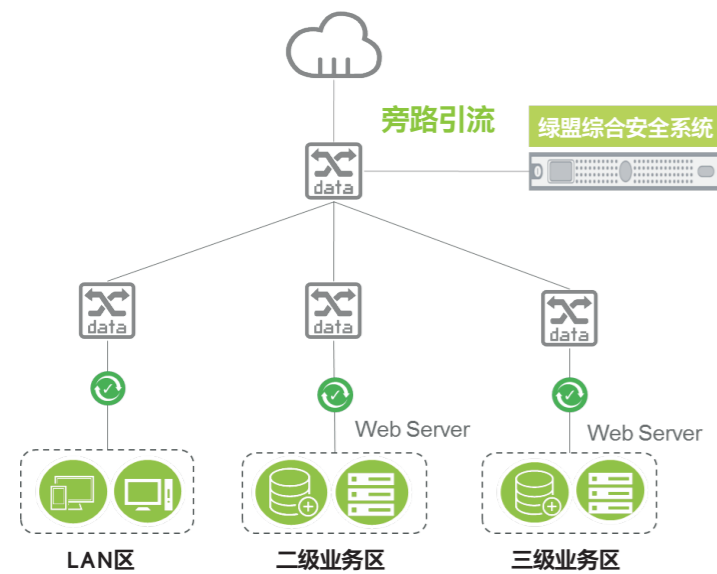 旁路引流
绿盟综合安全系统
data
data
data
data
Web Server
Web Server
LAN区
二级业务区
三级业务区